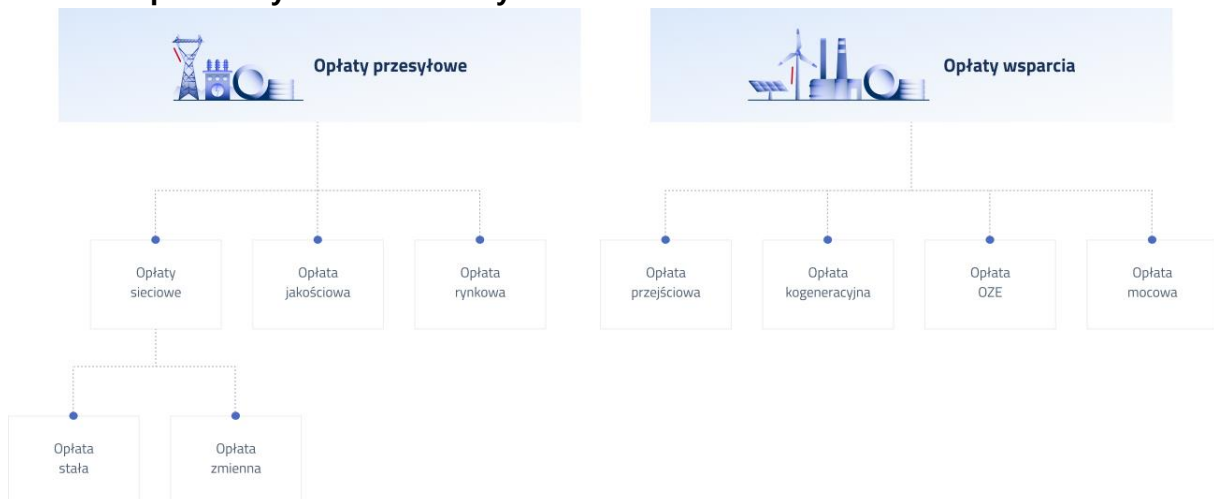 Opłaty przesyłowe
Opłaty wsparcia
Opłaty
sieciowe
Opłata
jakościowa
Opłata
rynkowa
Opłata
przejściowa
Opłata
kogeneracyjna
Opłata
OZE
Opłata
mocowa
Opłata
stała
Opłata
zmienna